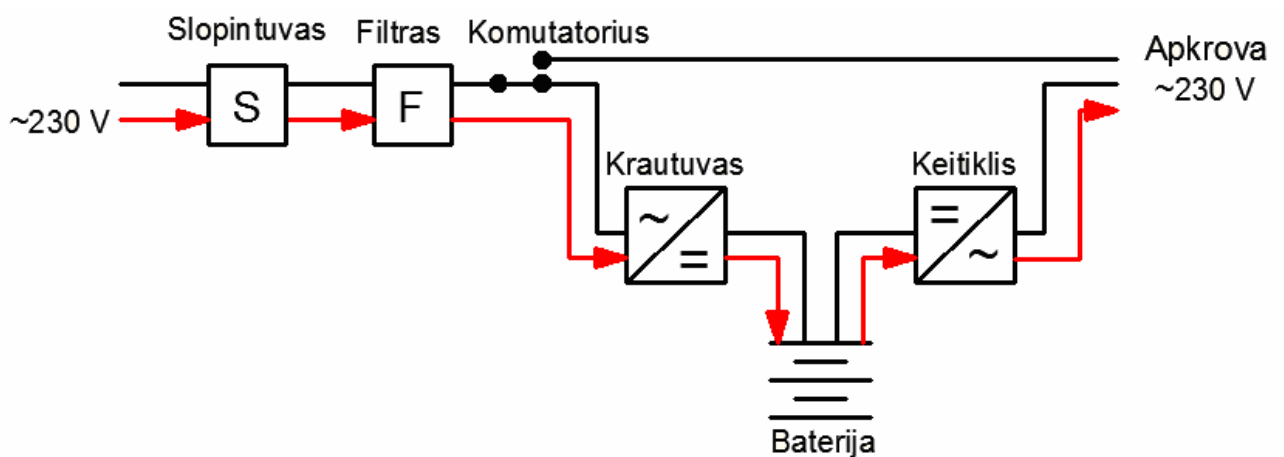 Slopintuvas
Filtras
Komutatorius
Apkrova
~230 V
~230 V
S
F
Krautuvas
~
=
Keitiklis
=
~
Baterija